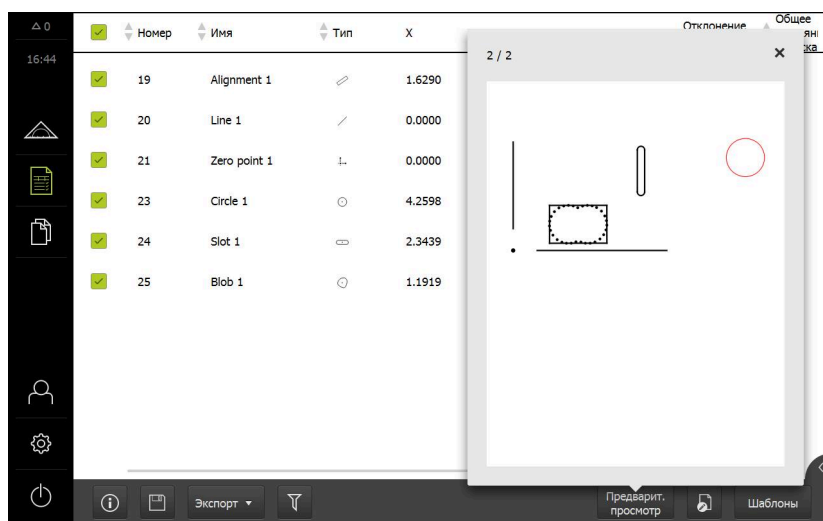 0
16:44
Номер Имя Тип X Отклонение Общее
19 Alignment 1 1.6290
20 Line 1 0.0000
21 Zero point 1 0.0000
23 Circle 1 4.2598
24 Slot 1 2.3439
25 Blob 1 1.1919
2 / 2
Экспорт
Предварит.
просмотр
Шаблоны